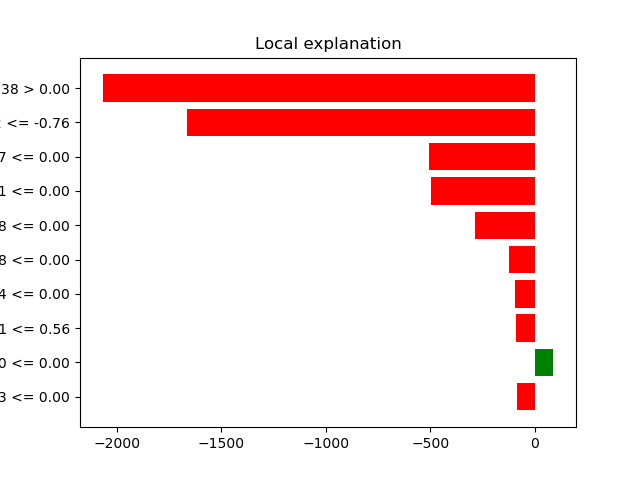 Local explanation
38 > 0.00
<= -0.76
7 <= 0.00
1 <= 0.00
8 <= 0.00
8 <= 0.00
4 <= 0.00
1 <= 0.56
0 <= 0.00
3 <= 0.00
−2000 −1500 −1000 −500 0